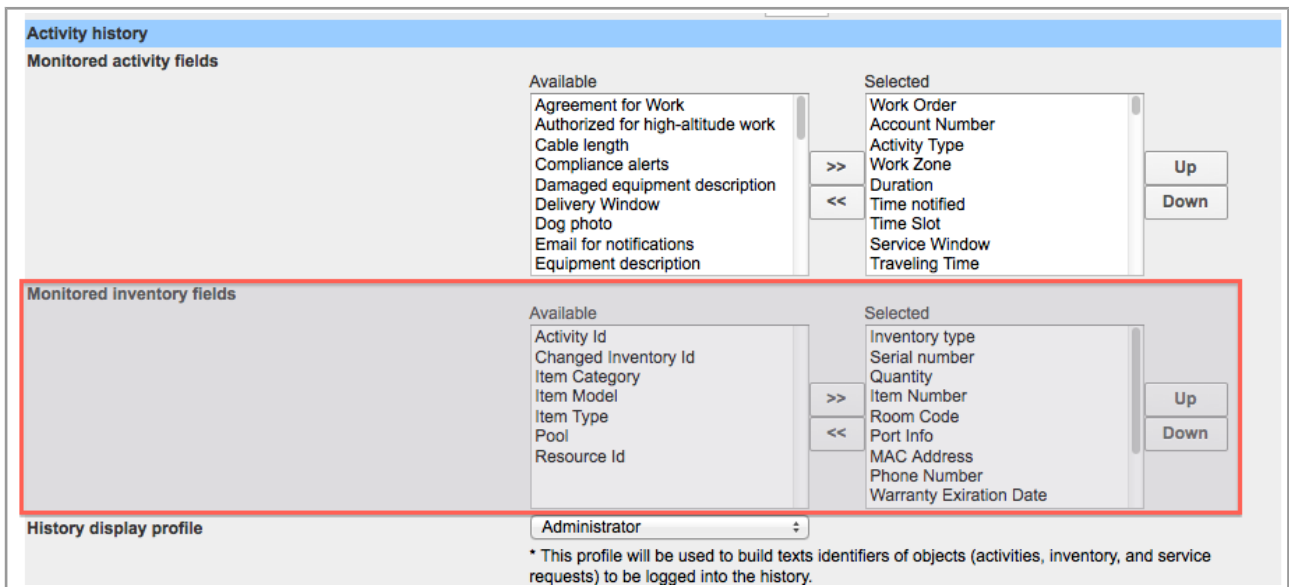 Activity history
Monitored activity fields
Available
Selected
Agreement for Work
Authorized for high-altitude work
Cable length
Compliance alerts
Damaged equipment description
Delivery Window
Dog photo
Email for notifications
Equipment description
>>
<<
Work Order
Account Number
Activity Type
Work Zone
Duration
Time notified
Time Slot
Service Window
Traveling Time
Up
Down
Monitored inventory fields
Available
Selected
Activity Id
Changed Inventory Id
Item Category
Item Model
Item Type
Pool
Resource Id
>>
<<
Inventory type
Serial number
Quantity
Item Number
Room Code
Port Info
MAC Address
Phone Number
Warranty Exiration Date
Up
Down
History display profile
Administrator
* This profile will be used to build texts identifiers of objects (activities, inventory, and service
requests) to be logged into the history.